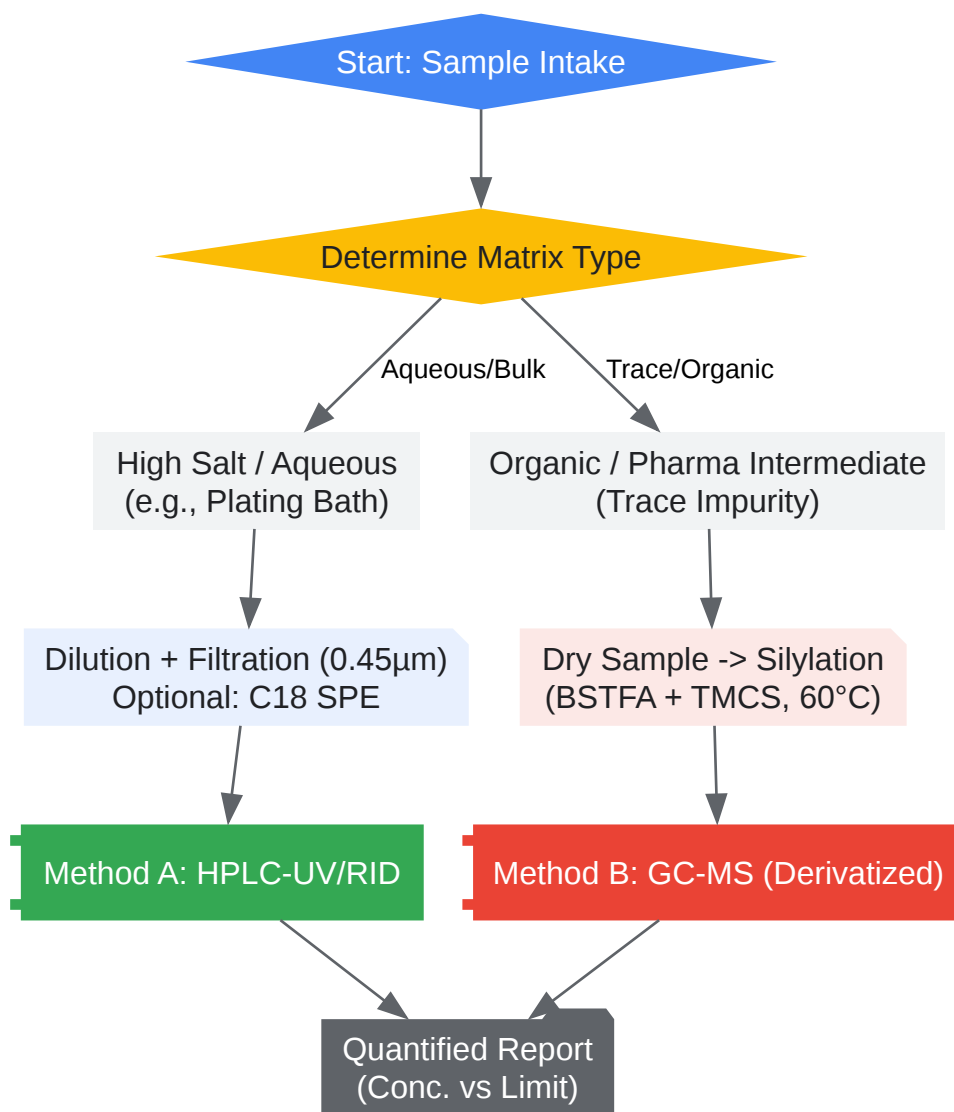 Start: Sample Intake
Determine Matrix Type
Aqueous/Bulk
Trace/Organic
High Salt / Aqueous
(e.g., Plating Bath)
Organic / Pharma Intermediate
(Trace Impurity)
Dilution + Filtration (0.45µm)
Optional: C18 SPE
Dry Sample -> Silylation
(BSTFA + TMCS, 60°C)
Method A: HPLC-UV/RID
Method B: GC-MS (Derivatized)
Quantified Report
(Conc. vs Limit)